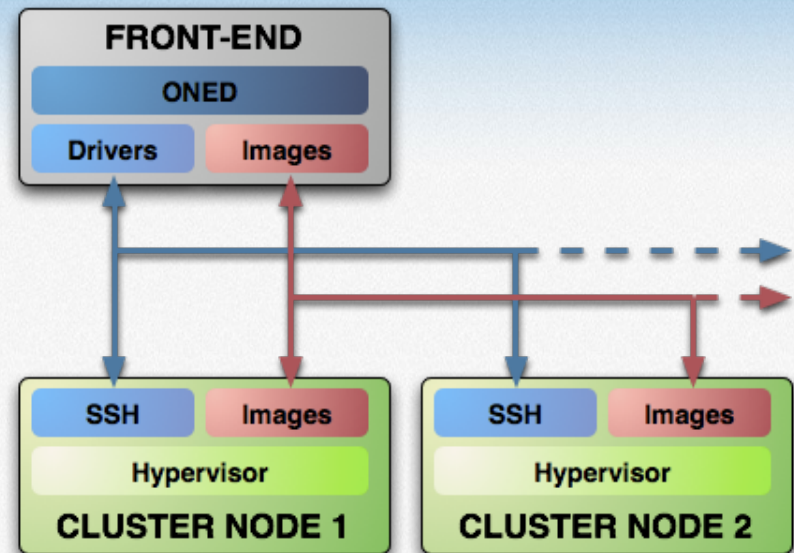 FRONT-END
ONED
Drivers Images
SSH Images SSH Images
Hypervisor Hypervisor
CLUSTER NODE 1 CLUSTER NODE 2